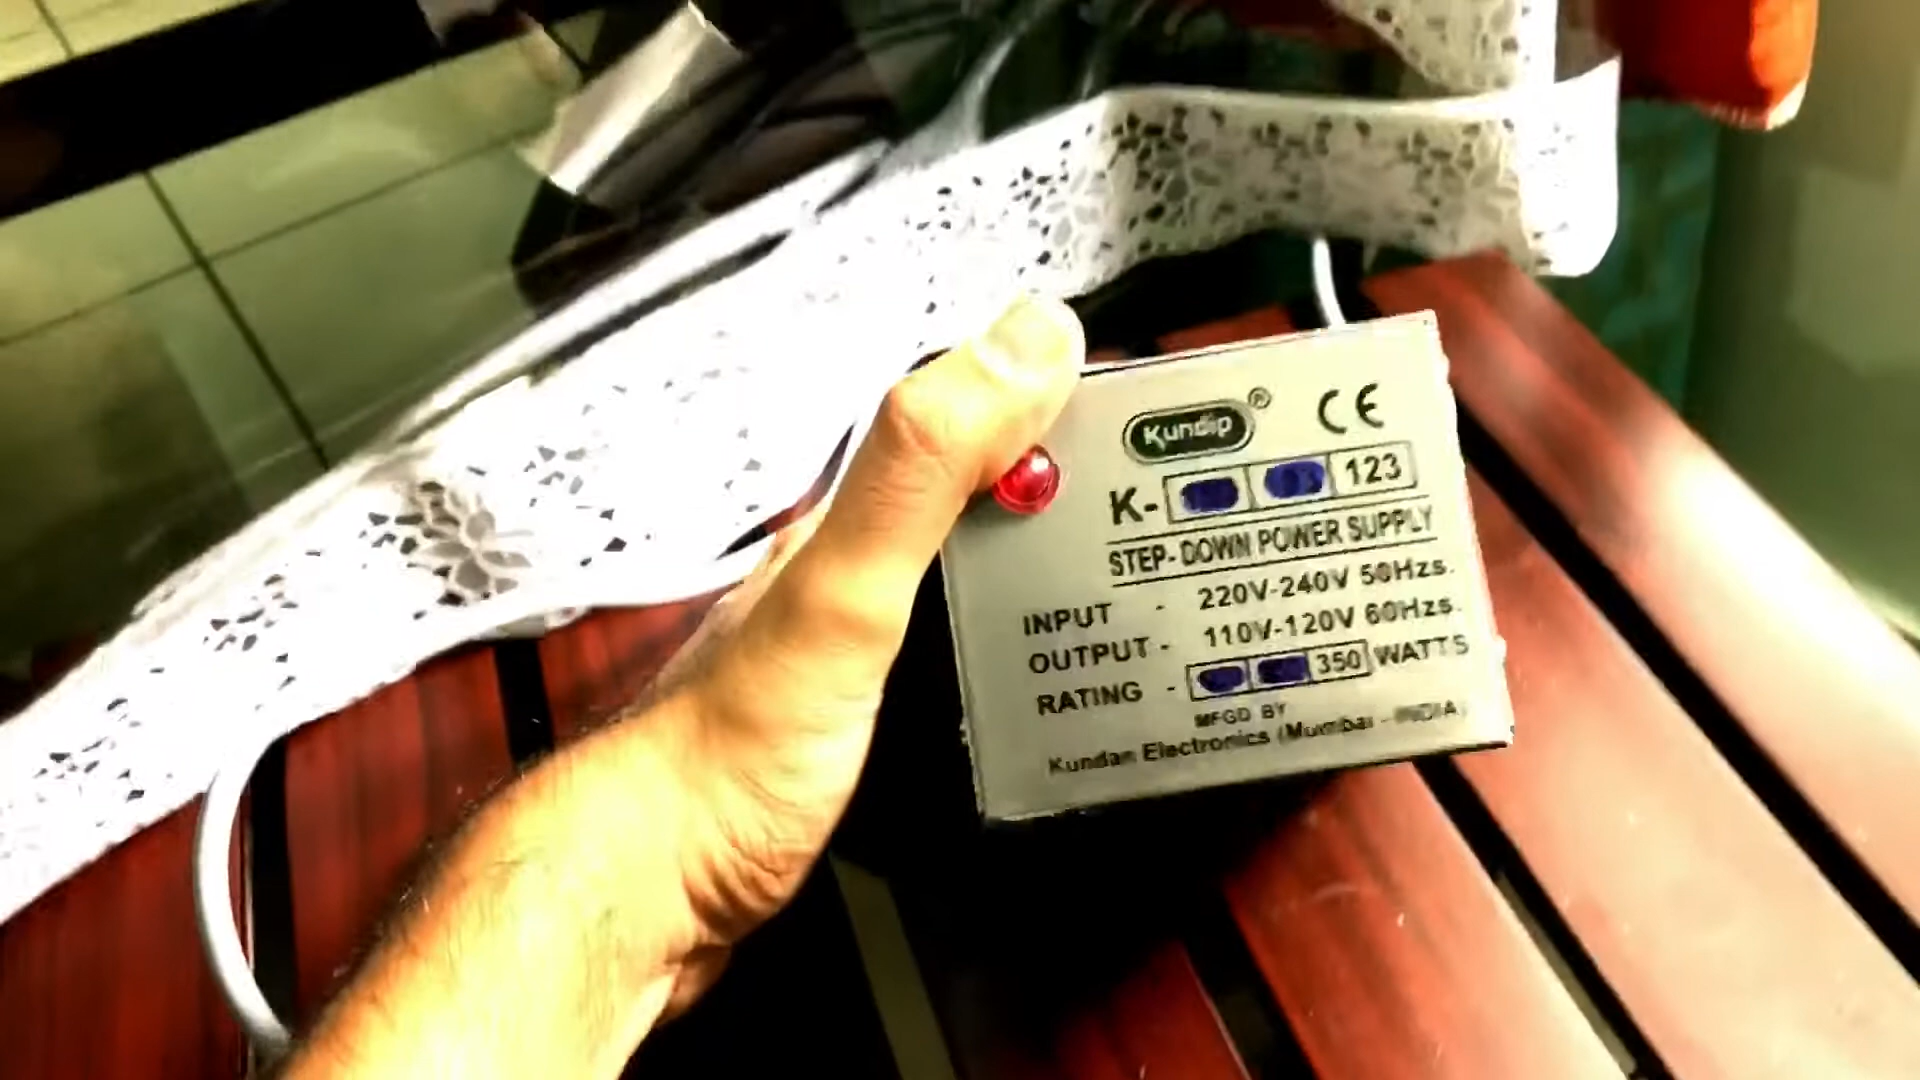 Kundip ® CE
K- 123
STEP-DOWN POWER SUPPLY
INPUT - 220V-240V 50Hzs.
OUTPUT - 110V-120V 60Hzs.
RATING - 350 WATTS
MFGD BY
Kundan Electronics (Mumbai - INDIA)